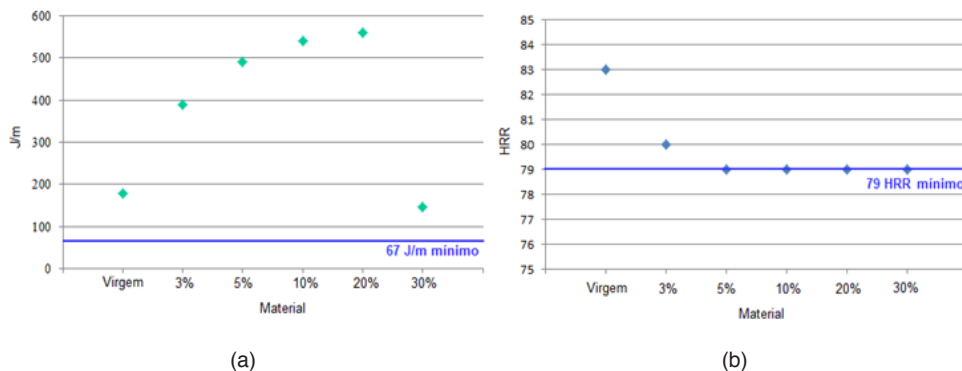 600
500
400
300
200
100
0
J/m
67 J/m mínimo
Virgem 3% 5% 10% 20% 30%
Material
(a)
85
84
83
82
81
80
79
78
77
76
75
HRR
79 HRR mínimo
Virgem 3% 5% 10% 20% 30%
Material
(b)